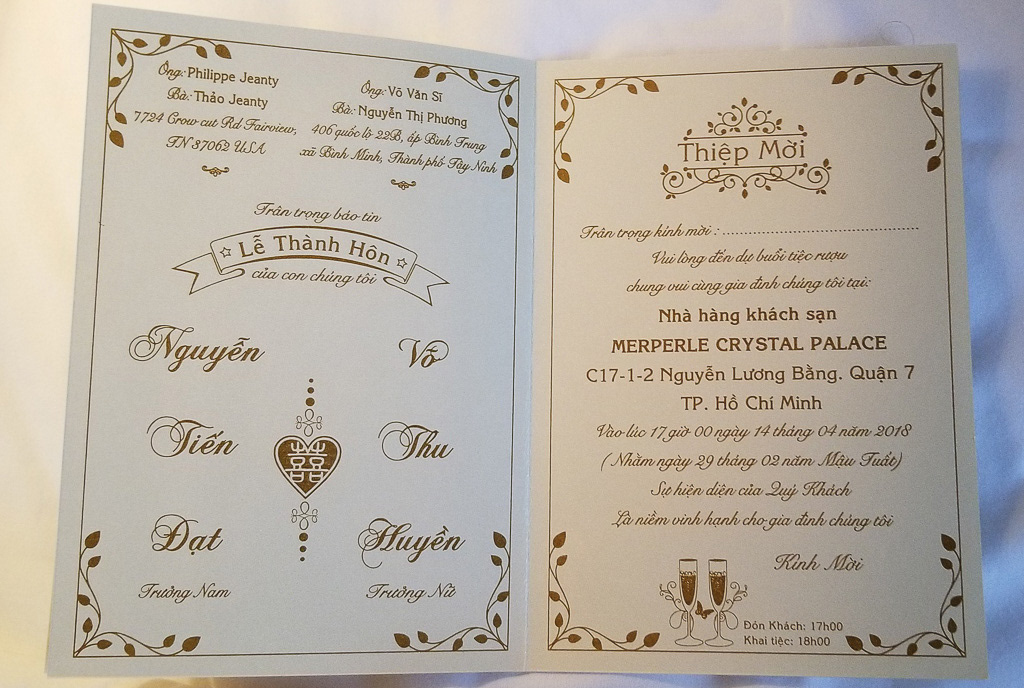 Ông: Philippe Jeanty
Bà: Thảo Jeanty
7724 Crow cut Rd Fairview,
TN 37062 USA
Ông: Võ Văn Sĩ
Bà: Nguyễn Thị Phương
406 quốc lộ 22B, ấp Bình Trung
xã Bình Minh, Thành phố Tây Ninh
Trân trọng báo tin
Lễ Thành Hôn
của con chúng tôi
Nguyễn
Tiến
Đạt
Trưởng Nam
囍
Võ
Thu
Huyền
Trưởng Nữ
Thiệp Mời
Trân trọng kính mời : ........................................
Vui lòng đến dự buổi tiệc rượu
chung vui cùng gia đình chúng tôi tại:
Nhà hàng khách sạn
MERPERLE CRYSTAL PALACE
C17-1-2 Nguyễn Lương Bằng. Quận 7
TP. Hồ Chí Minh
Vào lúc 17 giờ 00 ngày 14 tháng 04 năm 2018
( Nhằm ngày 29 tháng 02 năm Mậu Tuất)
Sự hiện diện của Quý Khách
Là niềm vinh hạnh cho gia đình chúng tôi
Kính Mời
Đón Khách: 17h00
Khai tiệc: 18h00